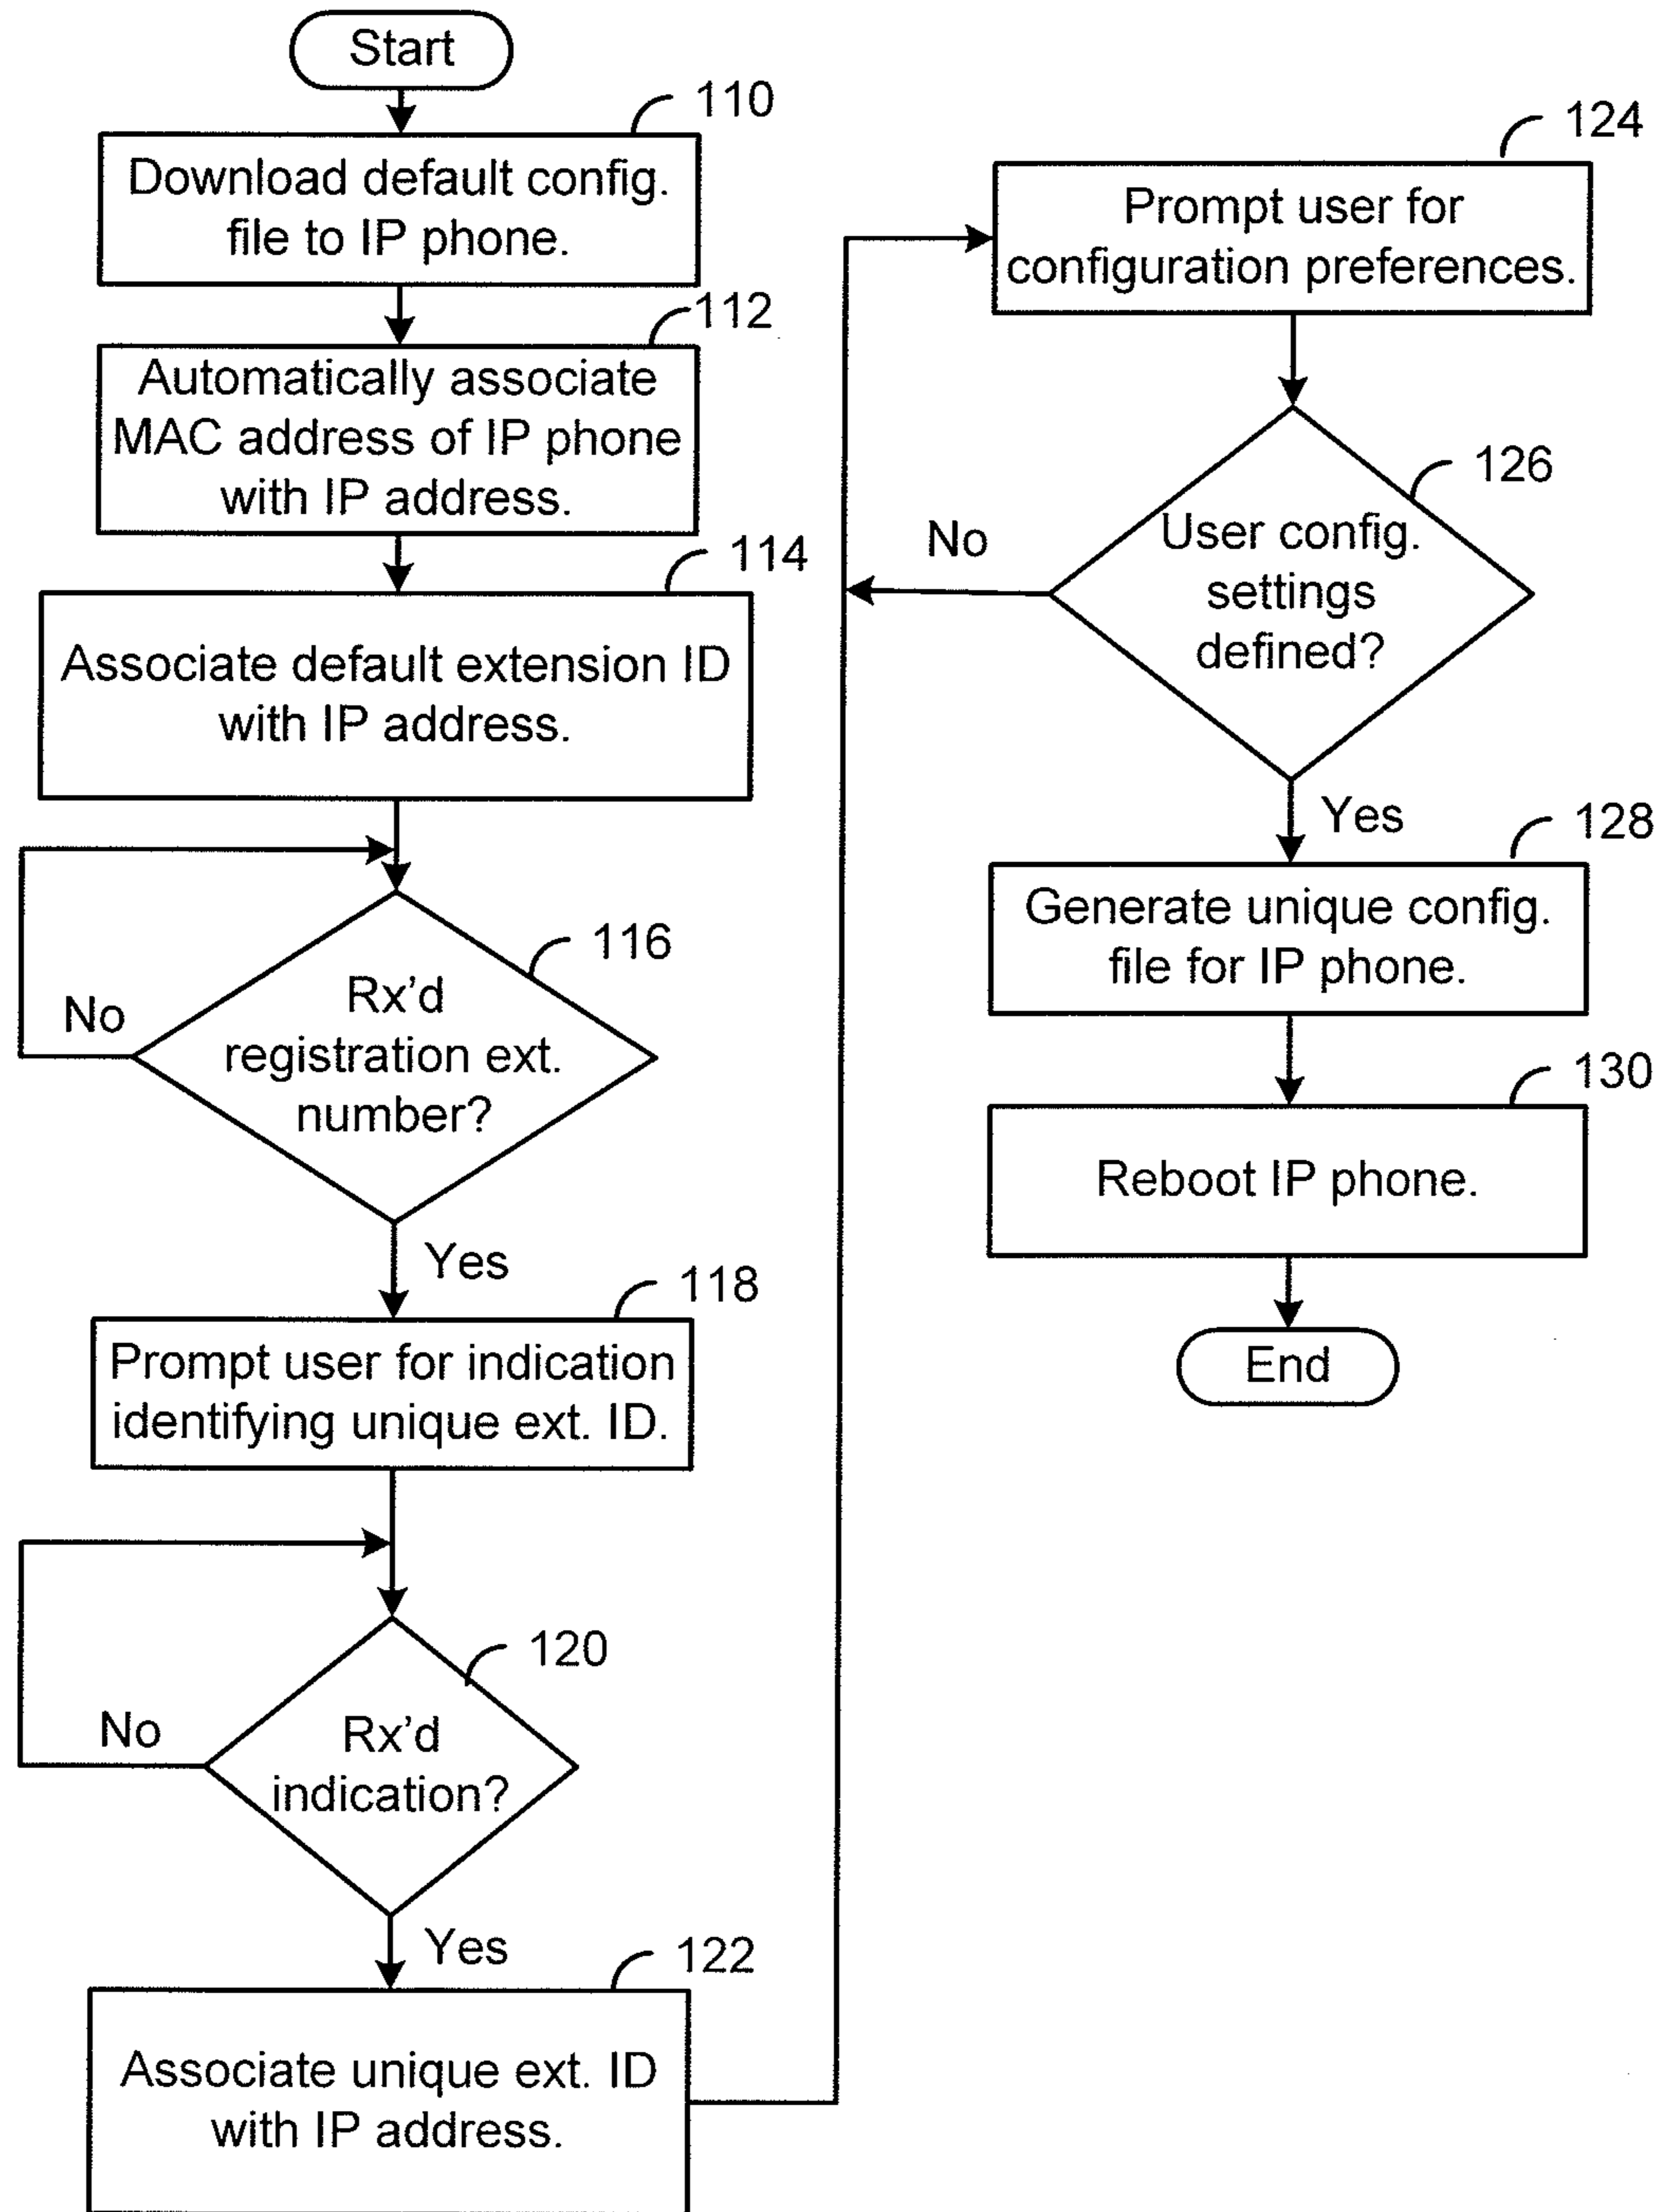 Start
110
Download default config.
file to IP phone.
112
Automatically associate
MAC address of IP phone
with IP address.
114
Associate default extension ID
with IP address.
116
Rx'd
registration ext.
number?
No
Yes
118
Prompt user for indication
identifying unique ext. ID.
120
Rx'd
indication?
No
Yes
122
Associate unique ext. ID
with IP address.
124
Prompt user for
configuration preferences.
126
User config.
settings
defined?
No
Yes
128
Generate unique config.
file for IP phone.
130
Reboot IP phone.
End